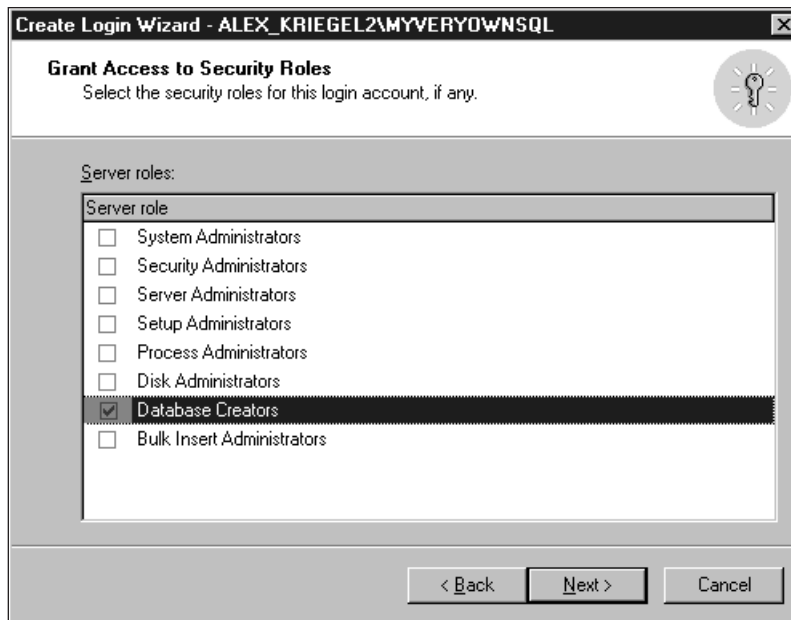 Create Login Wizard - ALEX_KRIEGEL2\MYVERYOWNSQL
Grant Access to Security Roles
Select the security roles for this login account, if any.
Server roles:
Server role
System Administrators
Security Administrators
Server Administrators
Setup Administrators
Process Administrators
Disk Administrators
Database Creators
Bulk Insert Administrators
< Back Next > Cancel